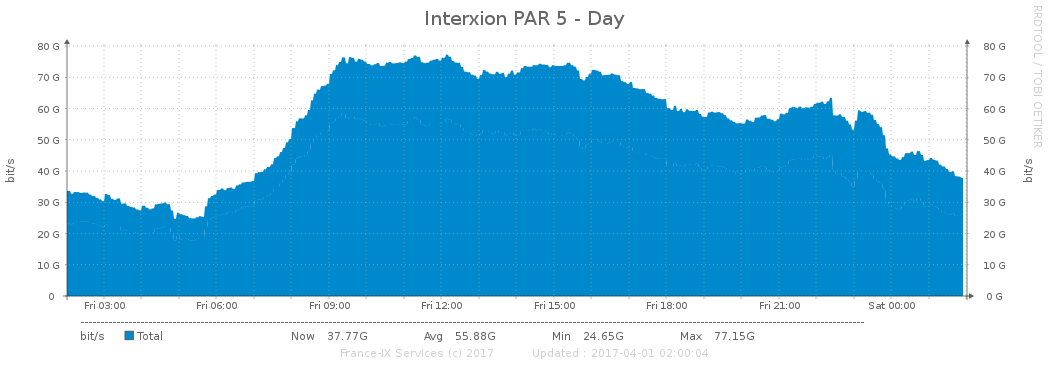 Interxion PAR 5 - Day
RRDTOOL / TOBI OETIKER
80 G 80 G
70 G 70 G
60 G 60 G
50 G 50 G
40 G 40 G
30 G 30 G
20 G 20 G
10 G 10 G
0 0 G
bit/s bit/s
Fri 03:00 Fri 06:00 Fri 09:00 Fri 12:00 Fri 15:00 Fri 18:00 Fri 21:00 Sat 00:00
bit/s Total Now 37.77G Avg 55.88G Min 24.65G Max 77.15G
France-IX Services (c) 2017 Updated : 2017-04-01 02:00:04